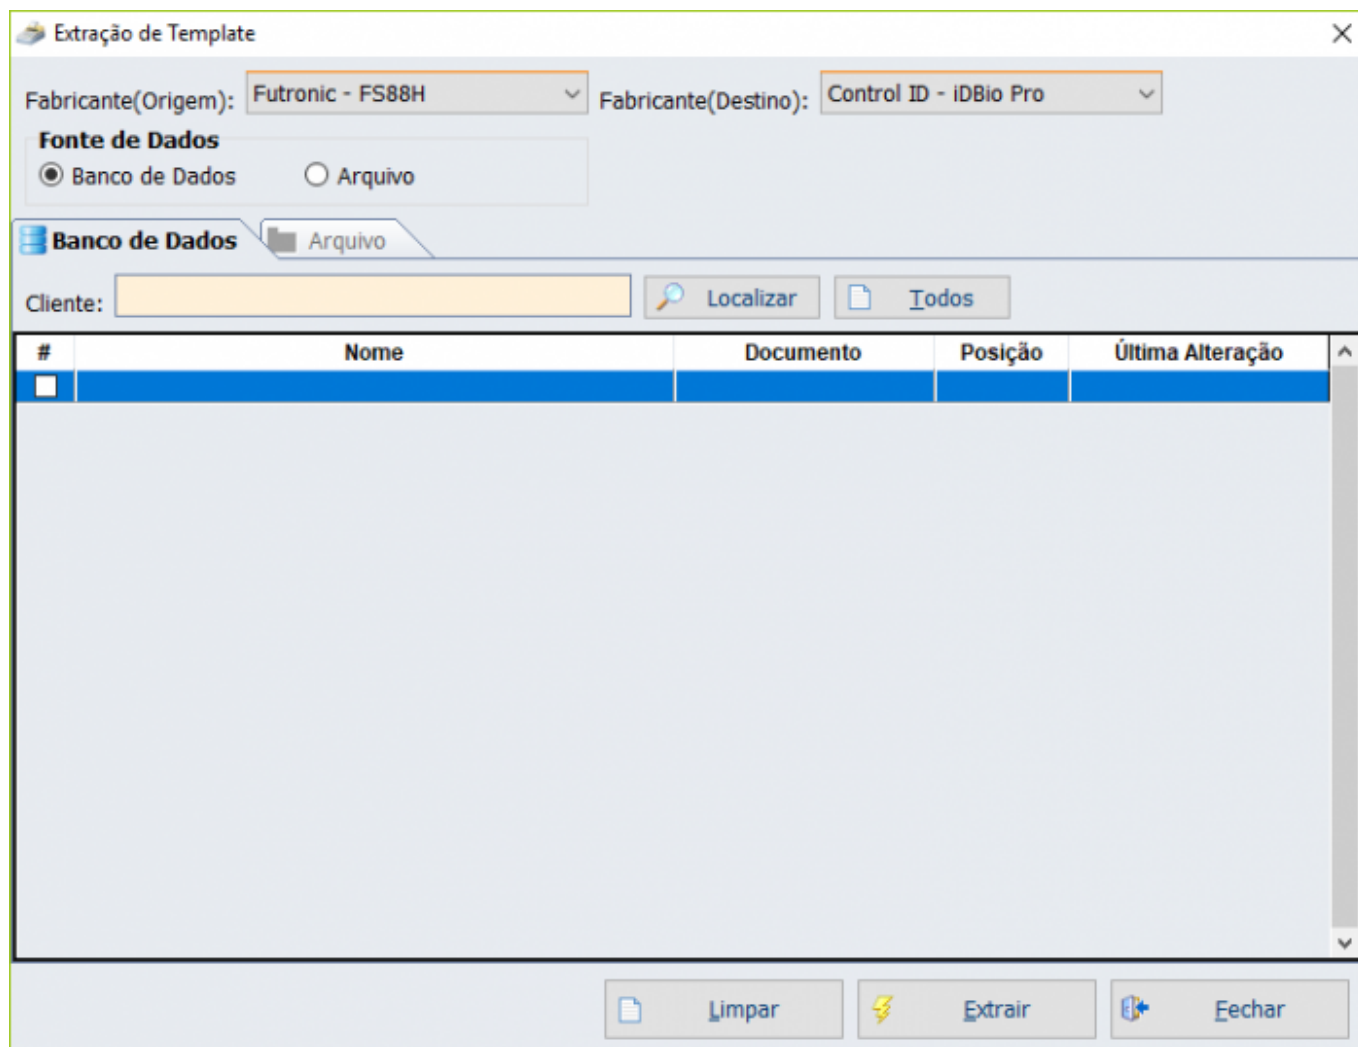 Extração de Template
Fabricante(Origem): Futronic - FS88H Fabricante(Destino): Control ID - iDBio Pro
Fonte de Dados
Banco de Dados Arquivo
Banco de Dados Arquivo
Cliente: Localizar Todos
# Nome Documento Posição Última Alteração
Limpar Extrair Fechar